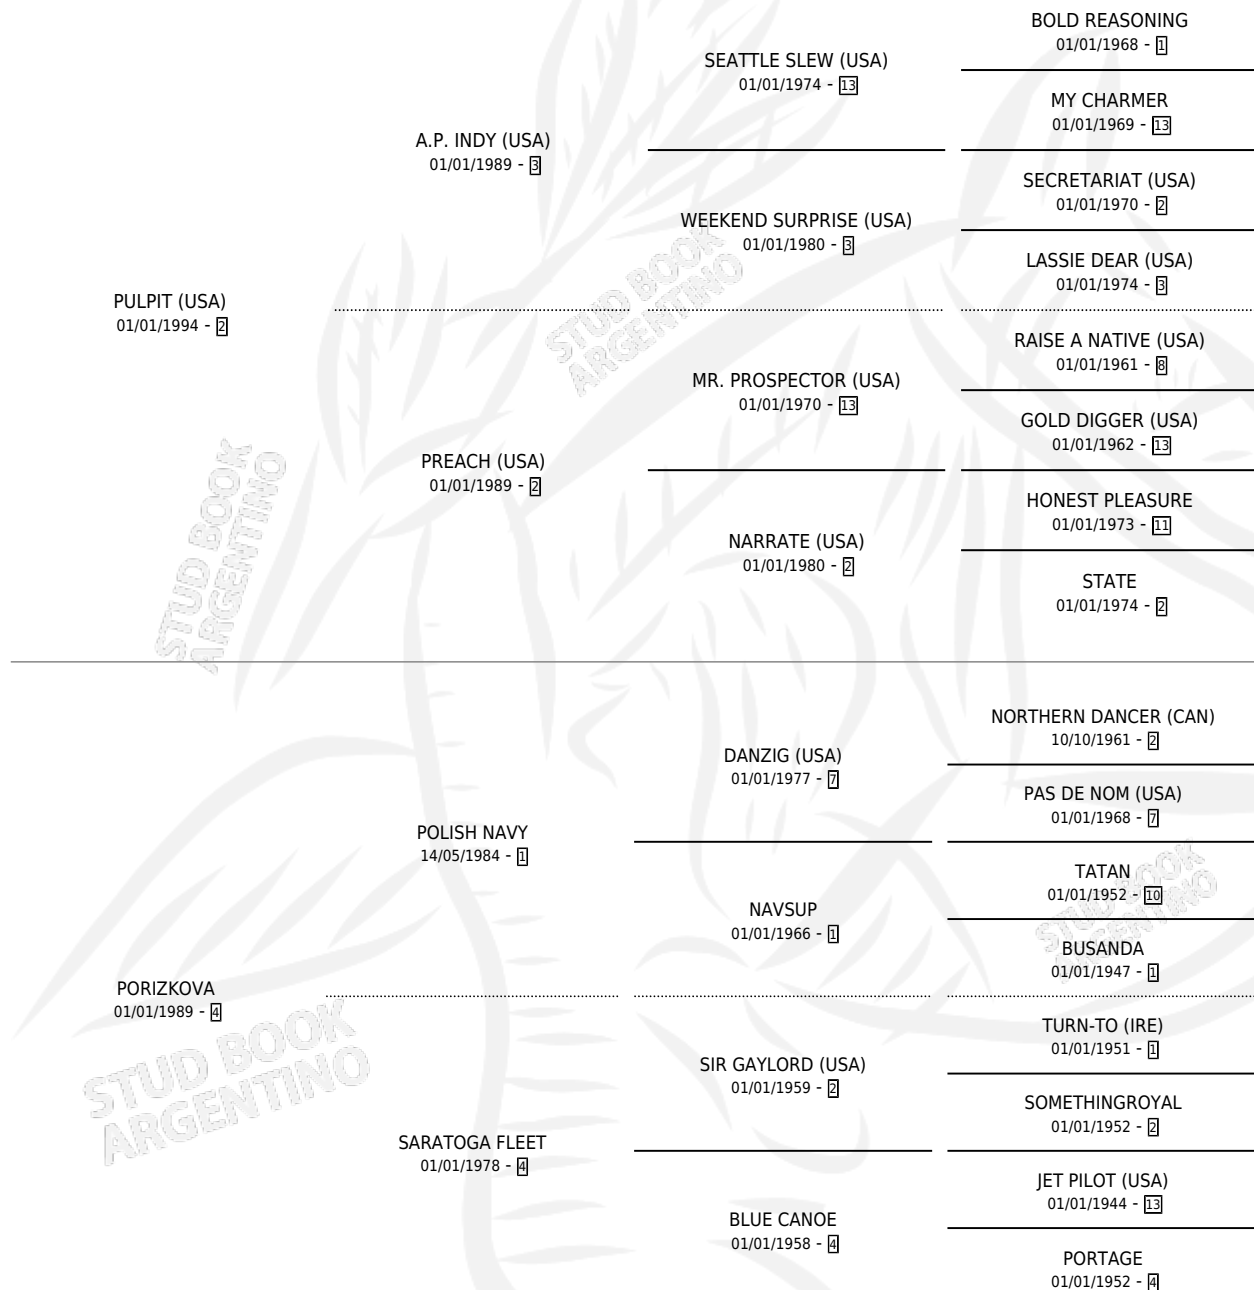 BOLD REASONING
01/01/1968 - 1
SEATTLE SLEW (USA)
01/01/1974 - 13
MY CHARMER
01/01/1969 - 13
A.P. INDY (USA)
01/01/1989 - 3
SECRETARIAT (USA)
01/01/1970 - 2
WEEKEND SURPRISE (USA)
01/01/1980 - 3
LASSIE DEAR (USA)
01/01/1974 - 3
PULPIT (USA)
01/01/1994 - 2
RAISE A NATIVE (USA)
01/01/1961 - 8
MR. PROSPECTOR (USA)
01/01/1970 - 13
GOLD DIGGER (USA)
01/01/1962 - 13
PREACH (USA)
01/01/1989 - 2
HONEST PLEASURE
01/01/1973 - 11
NARRATE (USA)
01/01/1980 - 2
STATE
01/01/1974 - 2
NORTHERN DANCER (CAN)
10/10/1961 - 2
DANZIG (USA)
01/01/1977 - 7
PAS DE NOM (USA)
01/01/1968 - 7
POLISH NAVY
14/05/1984 - 1
TATAN
01/01/1952 - 10
NAVSUP
01/01/1966 - 1
BUSANDA
01/01/1947 - 1
PORIZKOVA
01/01/1989 - 4
TURN-TO (IRE)
01/01/1951 - 1
SIR GAYLORD (USA)
01/01/1959 - 2
SOMETHINGROYAL
01/01/1952 - 2
SARATOGA FLEET
01/01/1978 - 4
JET PILOT (USA)
01/01/1944 - 13
BLUE CANOE
01/01/1958 - 4
PORTAGE
01/01/1952 - 4
STUD BOOK
ARGENTINO
STUD BOOK
ARGENTINO
STUD BOOK
ARGENTINO
STUD BOOK
ARGENTINO